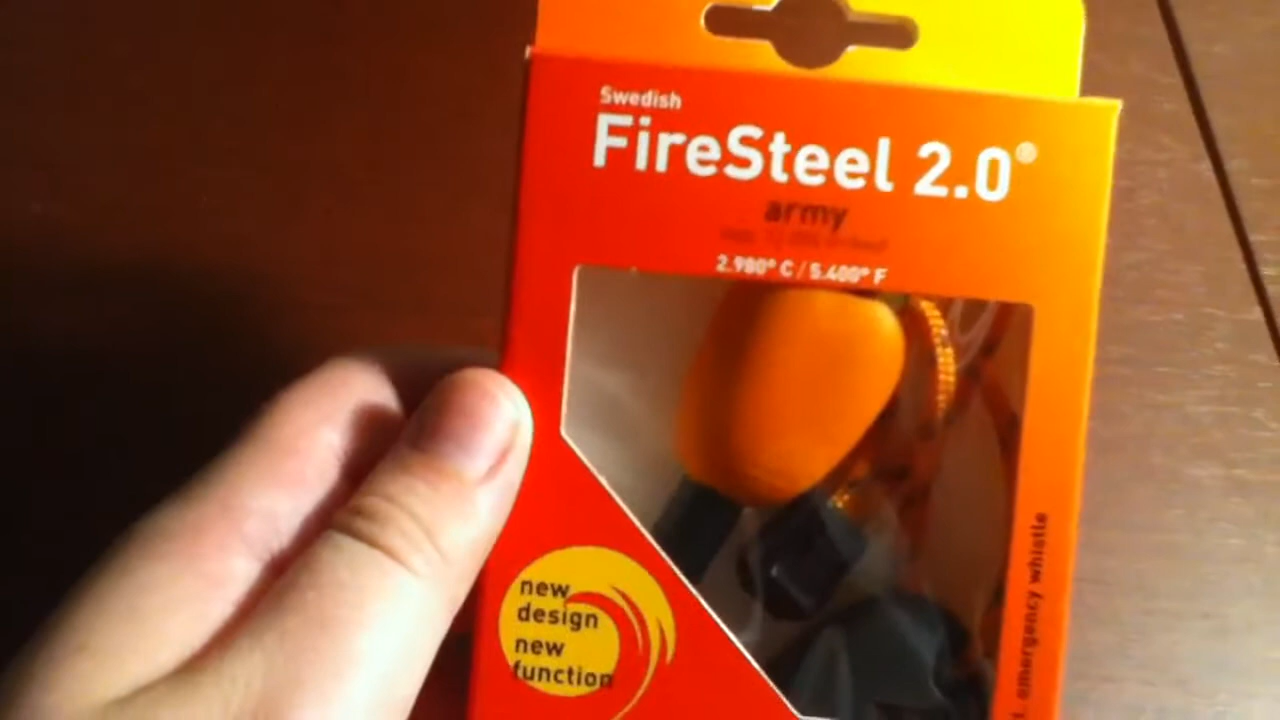 Swedish
FireSteel 2.0®
army
2.980° C / 5.400° F
new
design
new
function
emergency whistle